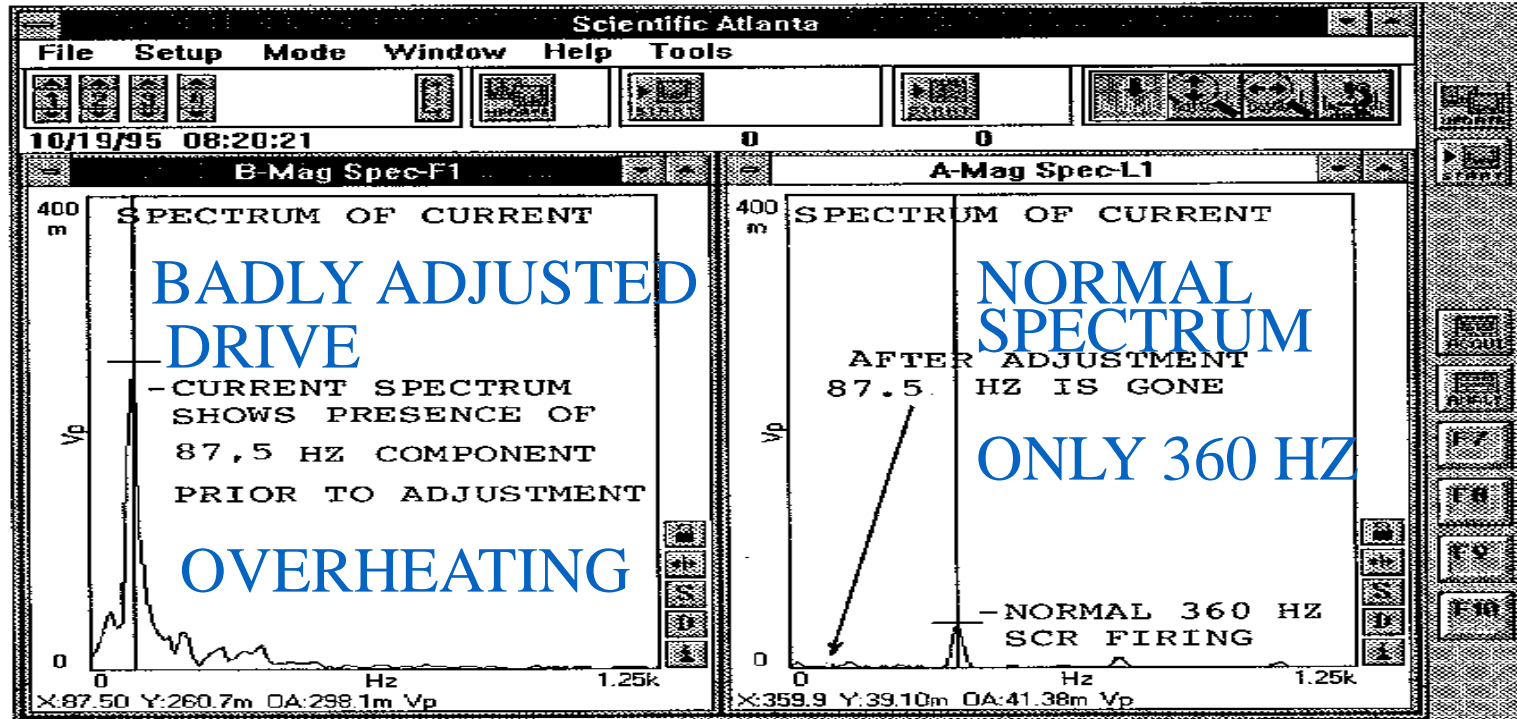 Scientific Atlanta
File Setup Mode Window Help Tools
10/19/95 08:20:21
0
0
B-Mag Spec-F1
400
m
SPECTRUM OF CURRENT
BADLY ADJUSTED
DRIVE
-CURRENT SPECTRUM
SHOWS PRESENCE OF
87,5 HZ COMPONENT
PRIOR TO ADJUSTMENT
OVERHEATING
Vp
0
0 Hz 1.25k
X:87.50 Y:260.7m OA:298.1m Vp
A-Mag Spec-L1
400
m
SPECTRUM OF CURRENT
NORMAL
SPECTRUM
AFTER ADJUSTMENT
87.5 HZ IS GONE
ONLY 360 HZ
Vp
-NORMAL 360 HZ
SCR FIRING
0
0 Hz 1.25k
X:359.9 Y:39.10m OA:41.38m Vp
S
D
S
D
UPDATE
START
F7
F8
F9
F10